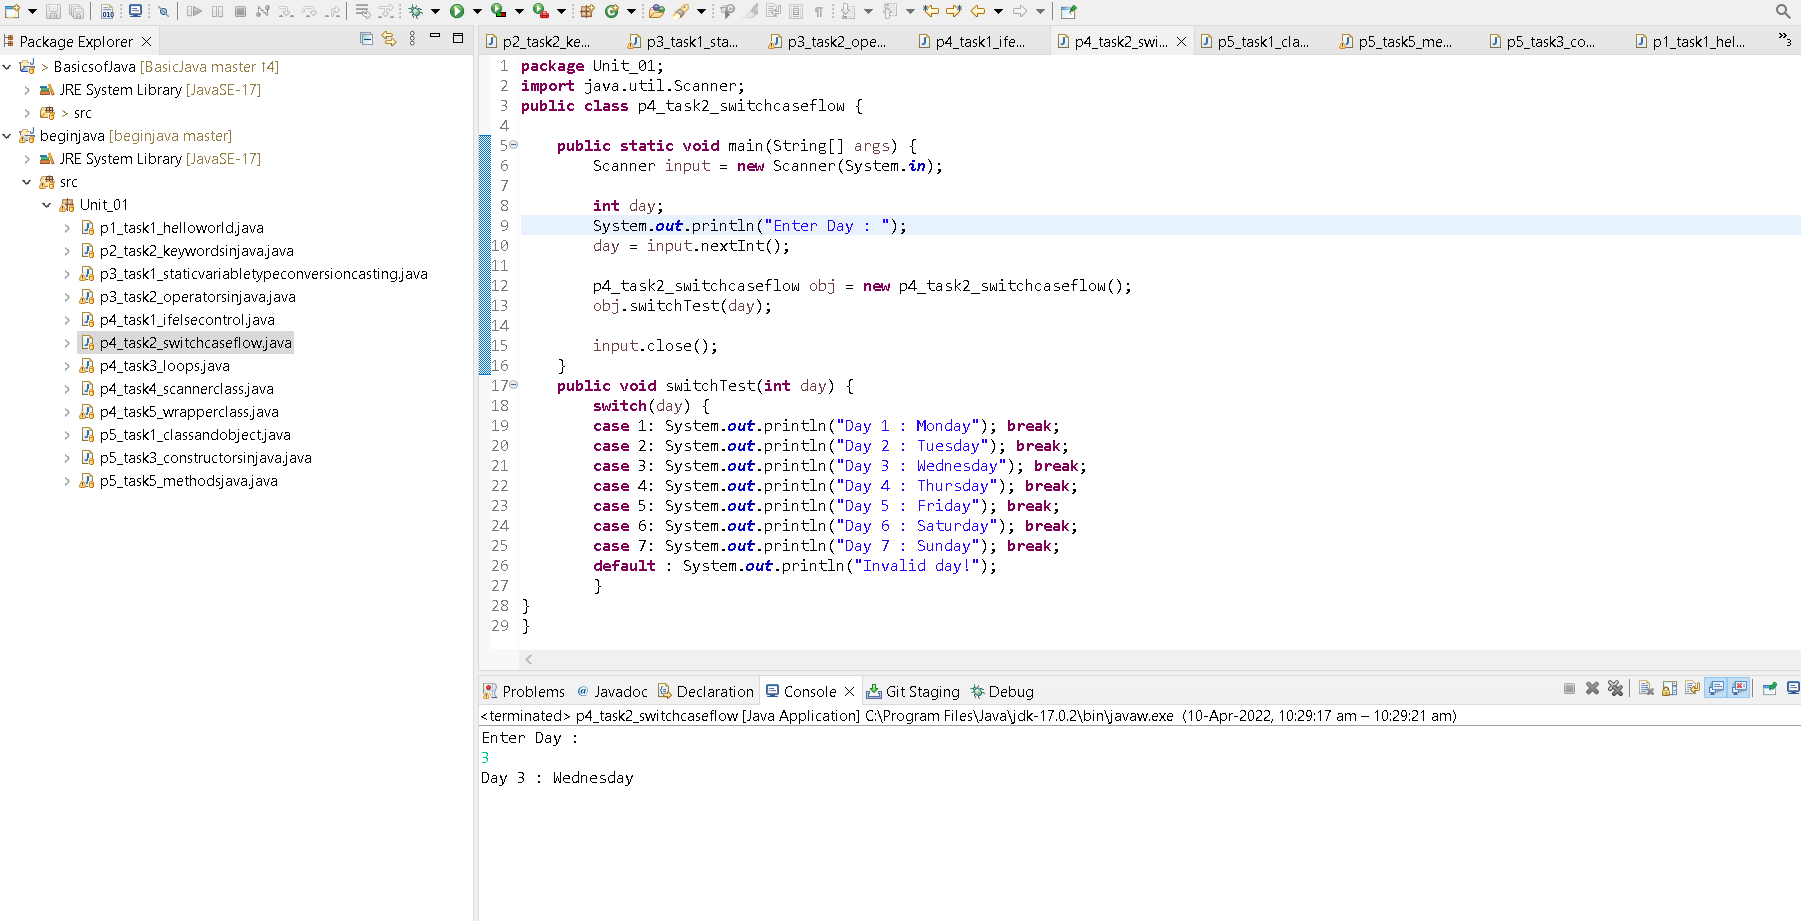 Package Explorer
> BasicsofJava [BasicJava master ↑4]
JRE System Library [JavaSE-17]
> src
beginjava [beginjava master]
JRE System Library [JavaSE-17]
src
Unit_01
p1_task1_helloworld.java
p2_task2_keywordsinjava.java
p3_task1_staticvariabletypeconversioncasting.java
p3_task2_operatorsinjava.java
p4_task1_ifelsecontrol.java
p4_task2_switchcaseflow.java
p4_task3_loops.java
p4_task4_scannerclass.java
p4_task5_wrapperclass.java
p5_task1_classandobject.java
p5_task3_constructorsinjava.java
p5_task5_methodsjava.java
p2_task2_ke... p3_task1_sta... p3_task2_ope... p4_task1_ife... p4_task2_swi... p5_task1_cla... p5_task5_me... p5_task3_co... p1_task1_hel... »3
1 package Unit_01;
2 import java.util.Scanner;
3 public class p4_task2_switchcaseflow {
4
5 public static void main(String[] args) {
6 Scanner input = new Scanner(System.in);
7
8 int day;
9 System.out.println("Enter Day : ");
10 day = input.nextInt();
11
12 p4_task2_switchcaseflow obj = new p4_task2_switchcaseflow();
13 obj.switchTest(day);
14
15 input.close();
16 }
17 public void switchTest(int day) {
18 switch(day) {
19 case 1: System.out.println("Day 1 : Monday"); break;
20 case 2: System.out.println("Day 2 : Tuesday"); break;
21 case 3: System.out.println("Day 3 : Wednesday"); break;
22 case 4: System.out.println("Day 4 : Thursday"); break;
23 case 5: System.out.println("Day 5 : Friday"); break;
24 case 6: System.out.println("Day 6 : Saturday"); break;
25 case 7: System.out.println("Day 7 : Sunday"); break;
26 default : System.out.println("Invalid day!");
27 }
28 }
29 }
Problems @ Javadoc Declaration Console Git Staging Debug
<terminated> p4_task2_switchcaseflow [Java Application] C:\Program Files\Java\jdk-17.0.2\bin\javaw.exe (10-Apr-2022, 10:29:17 am – 10:29:21 am)
Enter Day :
3
Day 3 : Wednesday